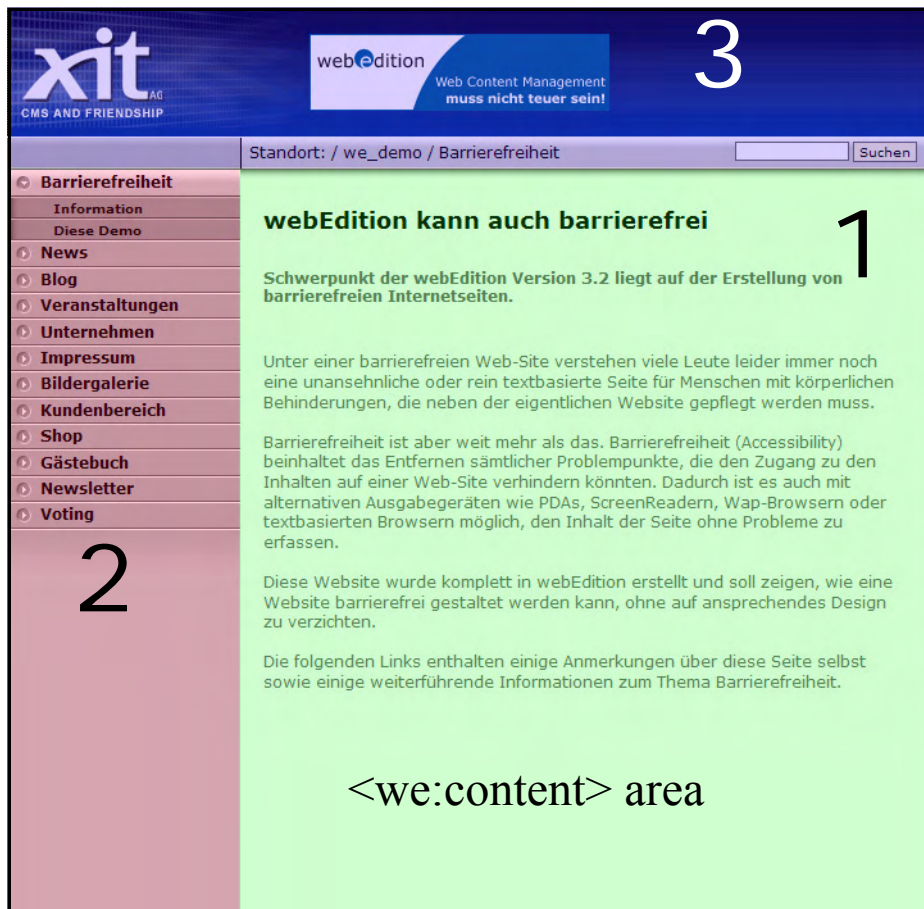 xit
AG
CMS AND FRIENDSHIP
webedition
Web Content Management
muss nicht teuer sein!
3
Standort: / we_demo / Barrierefreiheit
Suchen
Barrierefreiheit
Information
Diese Demo
News
Blog
Veranstaltungen
Unternehmen
Impressum
Bildergalerie
Kundenbereich
Shop
Gästebuch
Newsletter
Voting
2
webEdition kann auch barrierefrei
1
Schwerpunkt der webEdition Version 3.2 liegt auf der Erstellung von
barrierefreien Internetseiten.
Unter einer barrierefreien Web-Site verstehen viele Leute leider immer noch
eine unansehnliche oder rein textbasierte Seite für Menschen mit körperlichen
Behinderungen, die neben der eigentlichen Website gepflegt werden muss.
Barrierefreiheit ist aber weit mehr als das. Barrierefreiheit (Accessibility)
beinhaltet das Entfernen sämtlicher Problempunkte, die den Zugang zu den
Inhalten auf einer Web-Site verhindern könnten. Dadurch ist es auch mit
alternativen Ausgabegeräten wie PDAs, ScreenReadern, Wap-Browsern oder
textbasierten Browsern möglich, den Inhalt der Seite ohne Probleme zu
erfassen.
Diese Website wurde komplett in webEdition erstellt und soll zeigen, wie eine
Website barrierefrei gestaltet werden kann, ohne auf ansprechendes Design
zu verzichten.
Die folgenden Links enthalten einige Anmerkungen über diese Seite selbst
sowie einige weiterführende Informationen zum Thema Barrierefreiheit.
<we:content> area